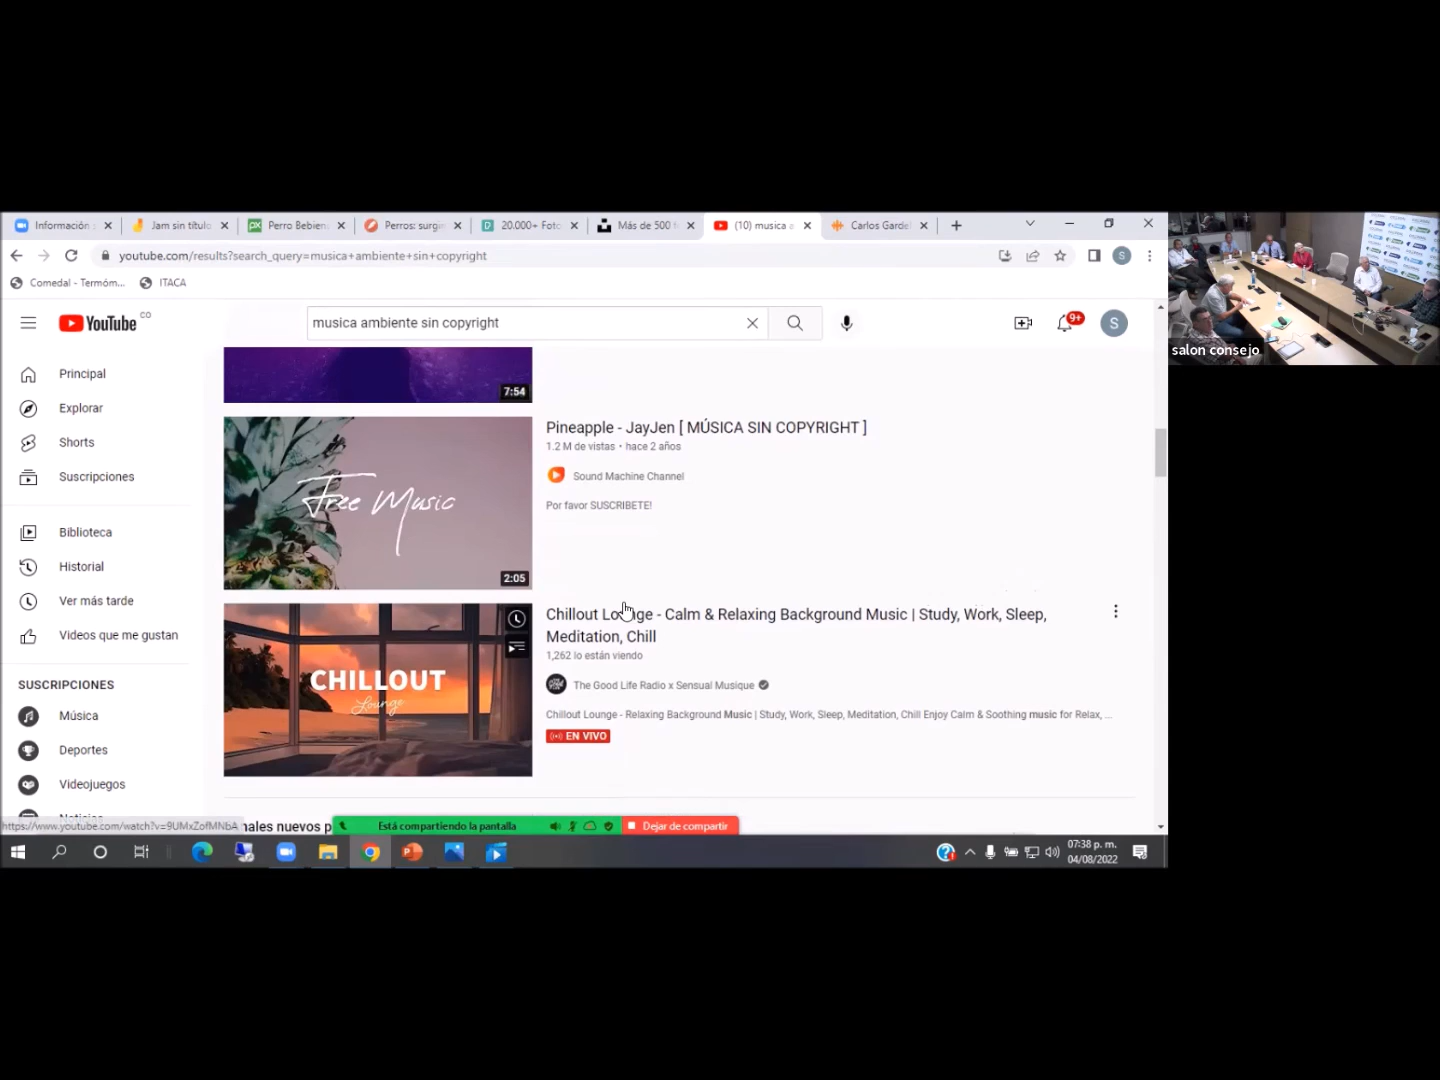 Información
Jam sin título
Perro Bebien
Perros: surgi
20.000+ Foto
Más de 500 f
(10) musica a
Carlos Gardel
youtube.com/results?search_query=musica+ambiente+sin+copyright
S
Comedal - Termóm...
ITACA
YouTube CO
musica ambiente sin copyright
9+
S
salon consejo
Principal
Explorar
Shorts
Suscripciones
Biblioteca
Historial
Ver más tarde
Videos que me gustan
SUSCRIPCIONES
Música
Deportes
Videojuegos
7:54
Free Music
2:05
Pineapple - JayJen [ MÚSICA SIN COPYRIGHT ]
1.2 M de vistas • hace 2 años
Sound Machine Channel
Por favor SUSCRIBETE!
CHILLOUT
Lounge
Chillout Lounge - Calm & Relaxing Background Music | Study, Work, Sleep,
Meditation, Chill
1,262 lo están viendo
The Good Life Radio x Sensual Musique
Chillout Lounge - Relaxing Background Music | Study, Work, Sleep, Meditation, Chill Enjoy Calm & Soothing music for Relax, ...
EN VIVO
https://www.youtube.com/watch?v=9UMxZofMNbA
nales nuevos p
Está compartiendo la pantalla
Dejar de compartir
07:38 p. m.
04/08/2022